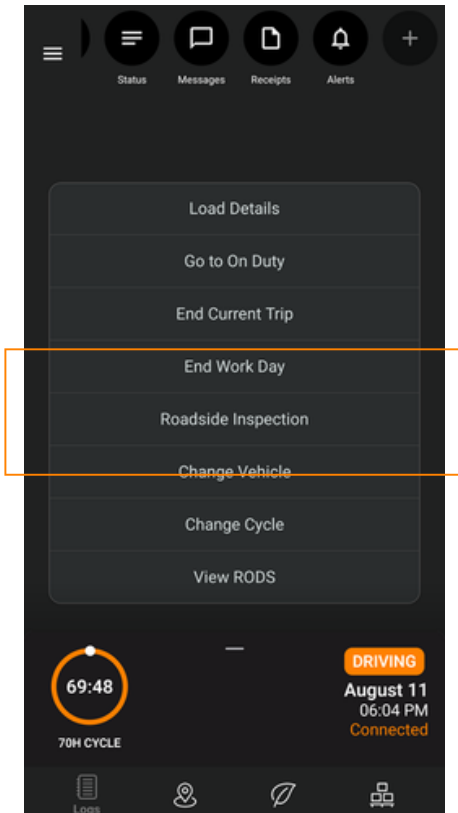 Status
Messages
Receipts
Alerts
Load Details
Go to On Duty
End Current Trip
End Work Day
Roadside Inspection
Change Vehicle
Change Cycle
View RODS
69:48
70H CYCLE
DRIVING
August 11
06:04 PM
Connected
Logs